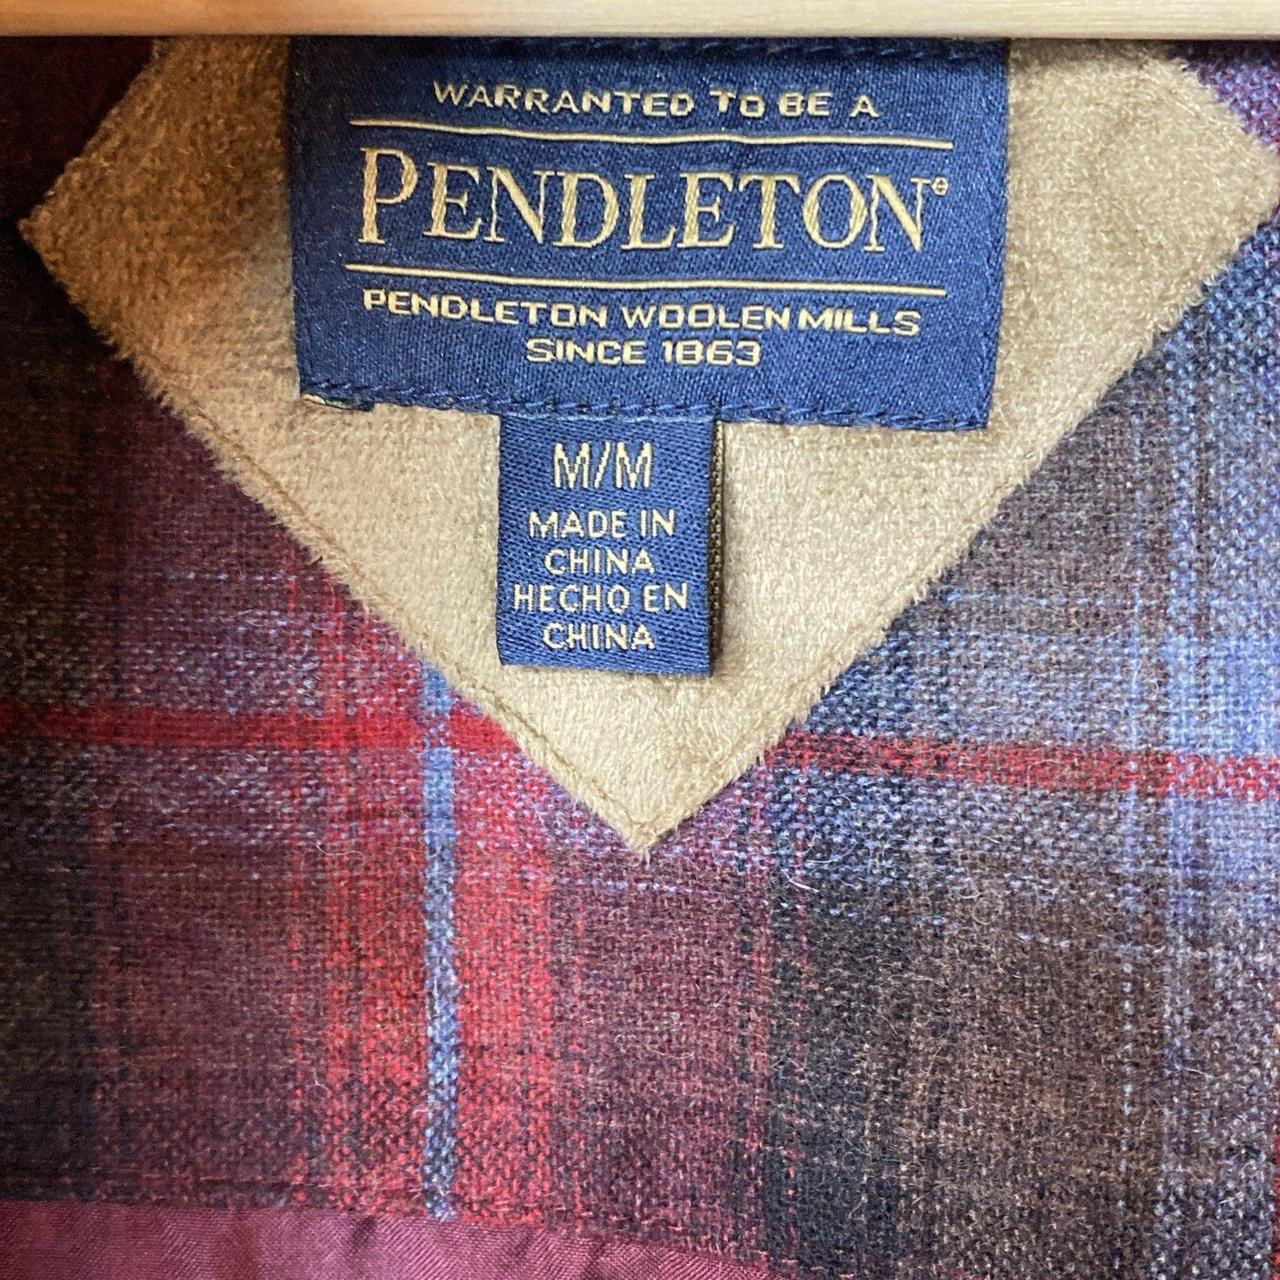 WARRANTED TO BE A
PENDLETON®
PENDLETON WOOLEN MILLS
SINCE 1863
M/M
MADE IN
CHINA
HECHO EN
CHINA